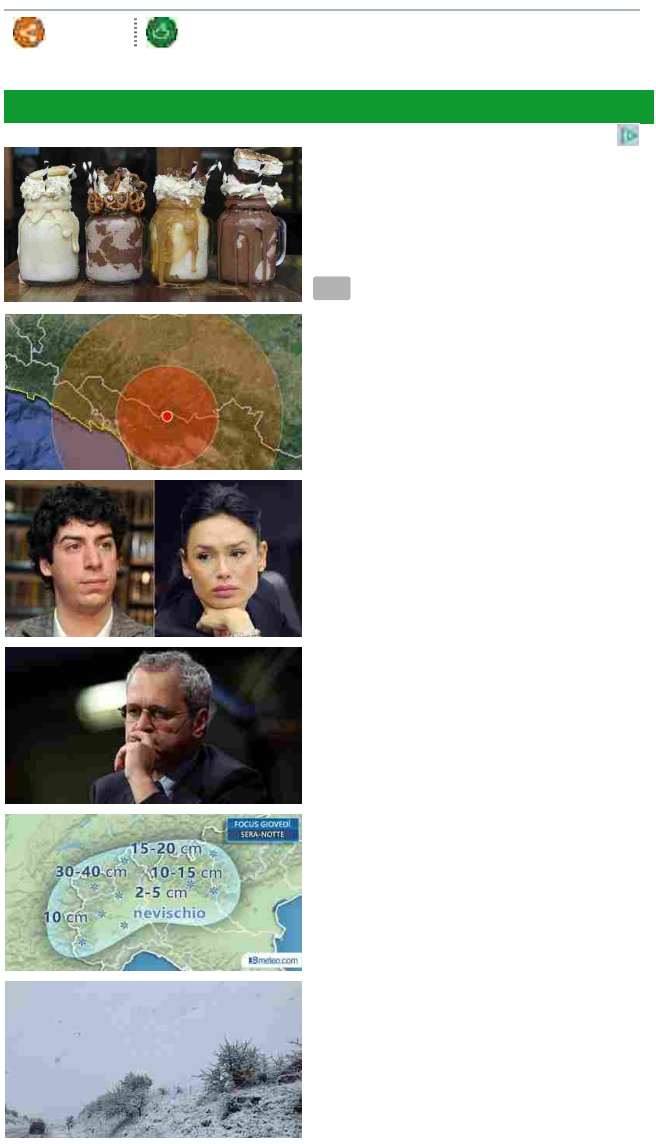 FOCUS GIOVEDÌ
SERA-NOTTE
15-20 cm
30-40 cm 10-15 cm
2-5 cm
10 cm nevischio
3Bmeteo.com